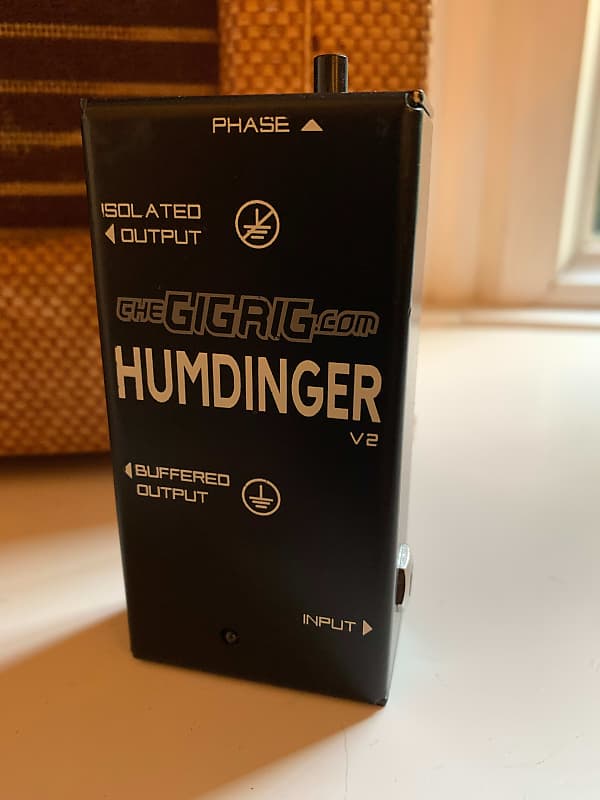 PHASE
ISOLATED
OUTPUT
theGIGRIG.com
HUMDINGER
V2
BUFFERED
OUTPUT
INPUT